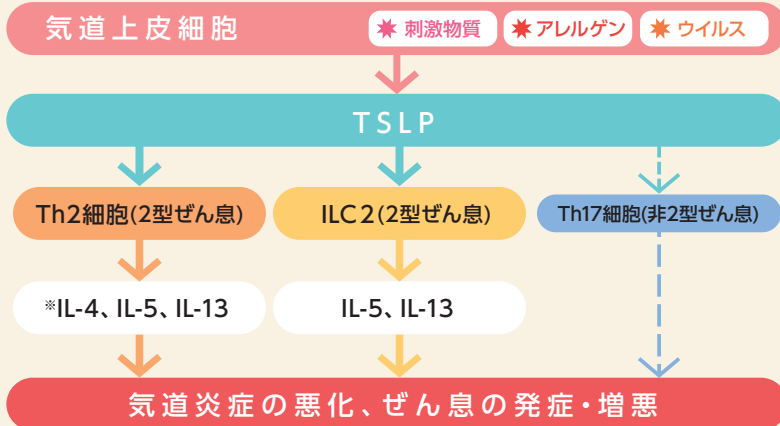 気道上皮細胞 刺激物質 アレルゲン ウイルス
TSLP
Th2細胞(2型ぜん息) ILC2(2型ぜん息) Th17細胞(非2型ぜん息)
※IL-4、IL-5、IL-13 IL-5、IL-13
気道炎症の悪化、ぜん息の発症・増悪